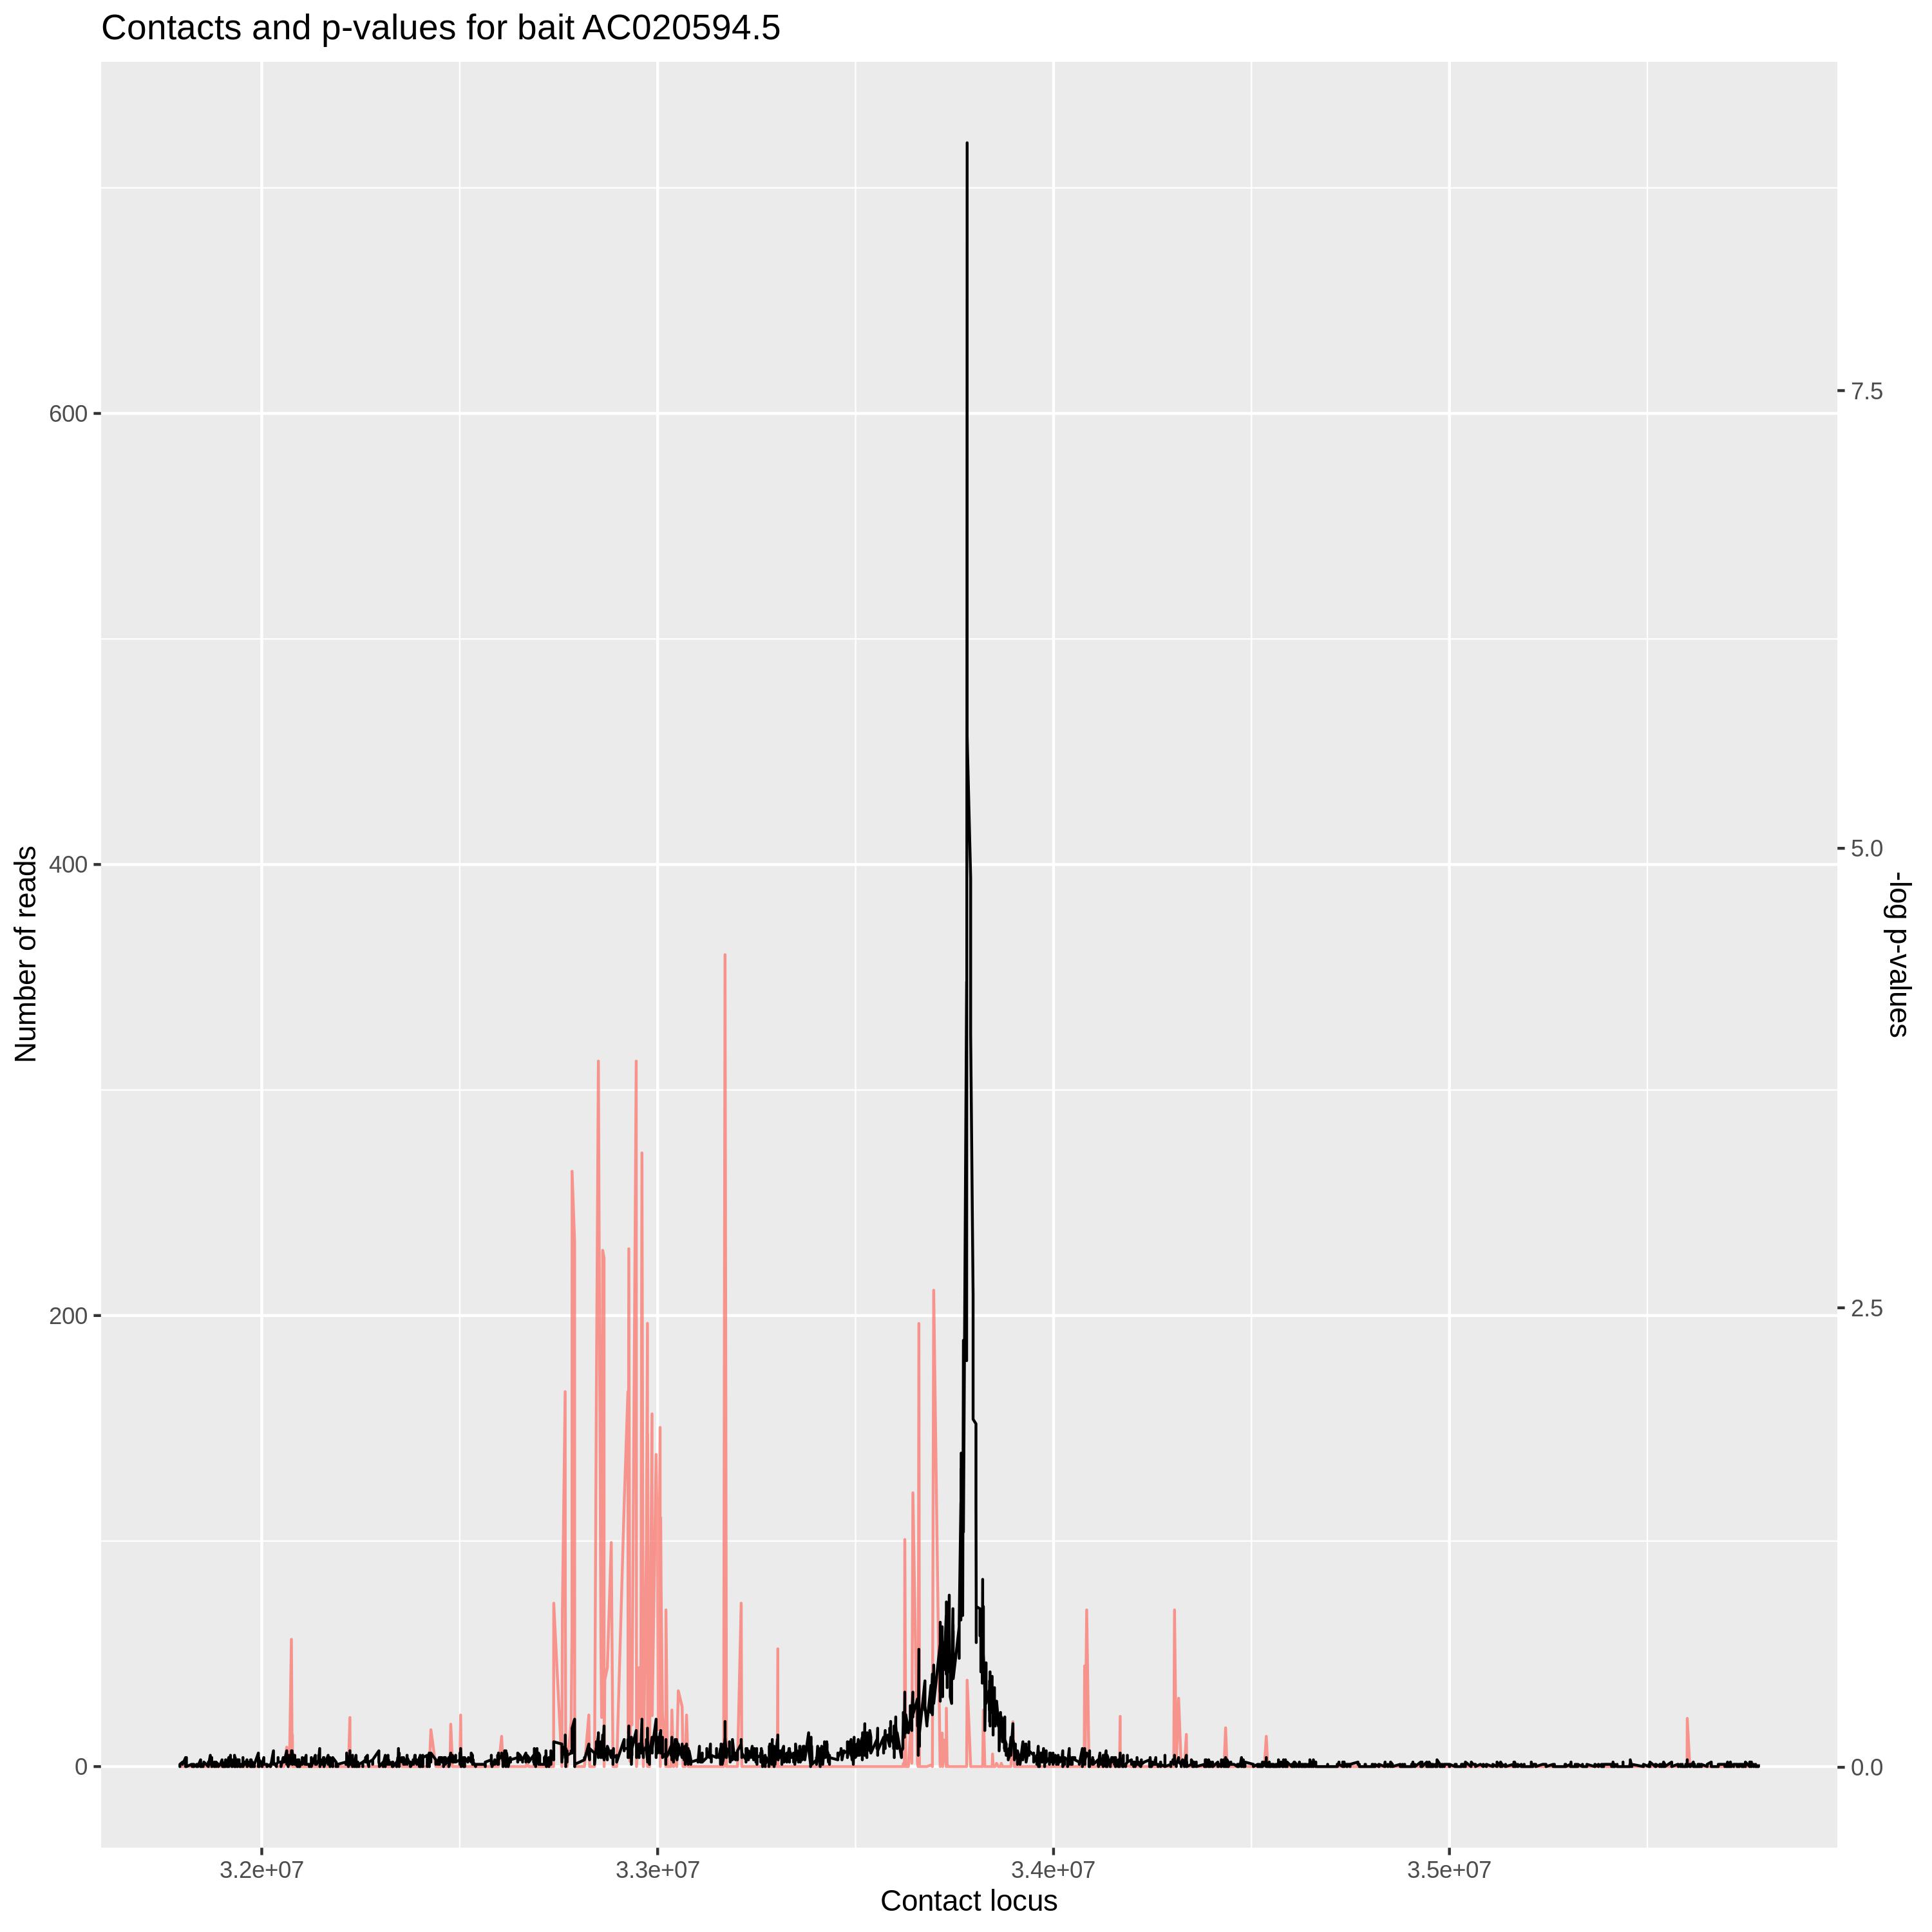 Contacts and p-values for bait AC020594.5
600
400
200
0
7.5
5.0
2.5
0.0
Number of reads
-log p-values
3.2e+07 3.3e+07 3.4e+07 3.5e+07
Contact locus